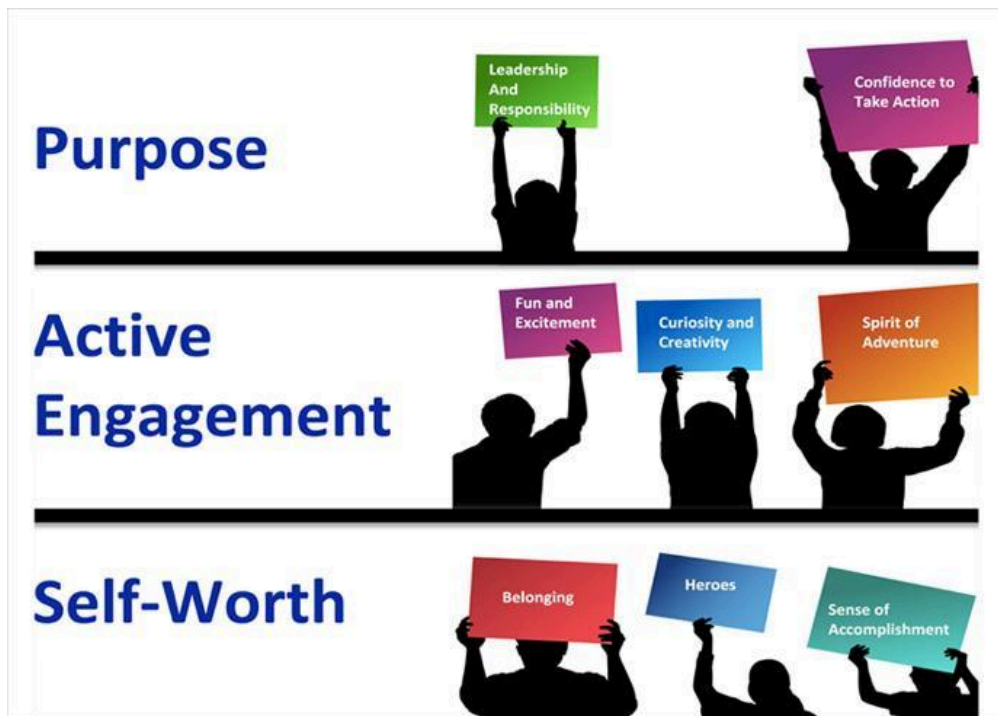 Purpose
Leadership
And
Responsibility
Confidence to
Take Action
Active
Engagement
Fun and
Excitement
Curiosity and
Creativity
Spirit of
Adventure
Self-Worth
Belonging
Heroes
Sense of
Accomplishment